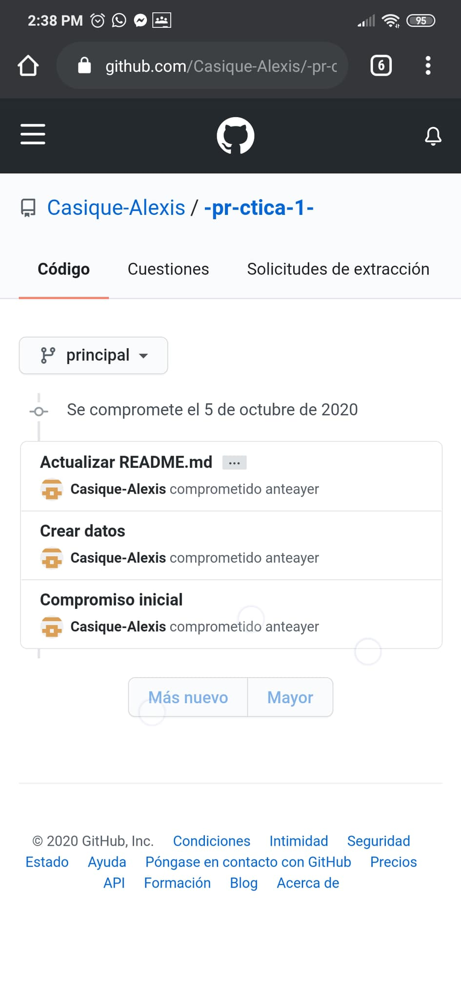 2:38 PM 95
github.com/Casique-Alexis/-pr-c 6
Casique-Alexis / -pr-ctica-1-
Código Cuestiones Solicitudes de extracción
principal
Se compromete el 5 de octubre de 2020
Actualizar README.md ...
Casique-Alexis comprometido anteayer
Crear datos
Casique-Alexis comprometido anteayer
Compromiso inicial
Casique-Alexis comprometido anteayer
Más nuevo Mayor
© 2020 GitHub, Inc. Condiciones Intimidad Seguridad
Estado Ayuda Póngase en contacto con GitHub Precios
API Formación Blog Acerca de